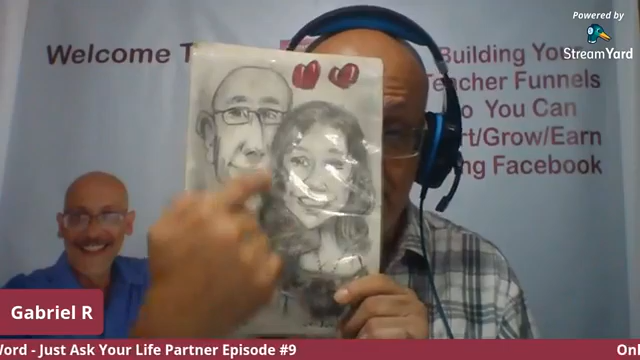 Powered by
StreamYard
Welcome T
Building You
Teacher Funnels
o You Can
rt/Grow/Earn
ng Facebook
Gabriel R
Word - Just Ask Your Life Partner Episode #9
Onl